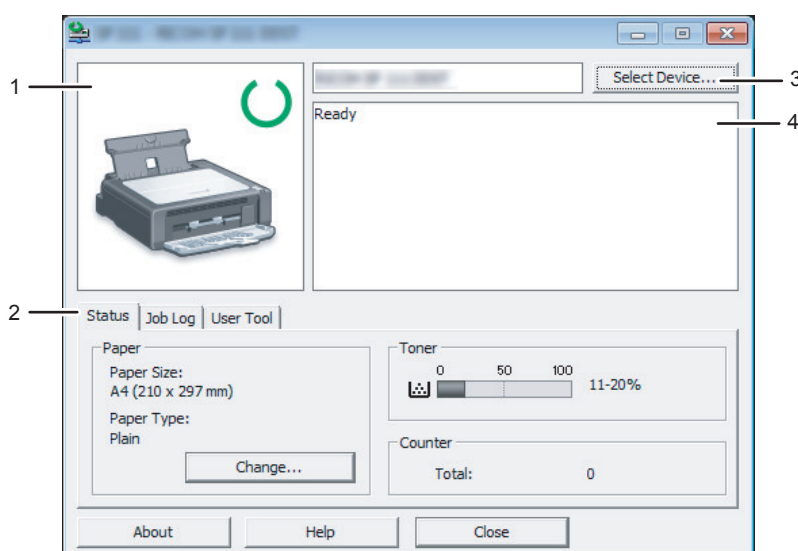 1
Select Device...
3
Ready
4
2
Status Job Log User Tool
Paper
Paper Size:
A4 (210 x 297 mm)
Paper Type:
Plain
Change...
Toner
0 50 100
11-20%
Counter
Total: 0
About Help Close